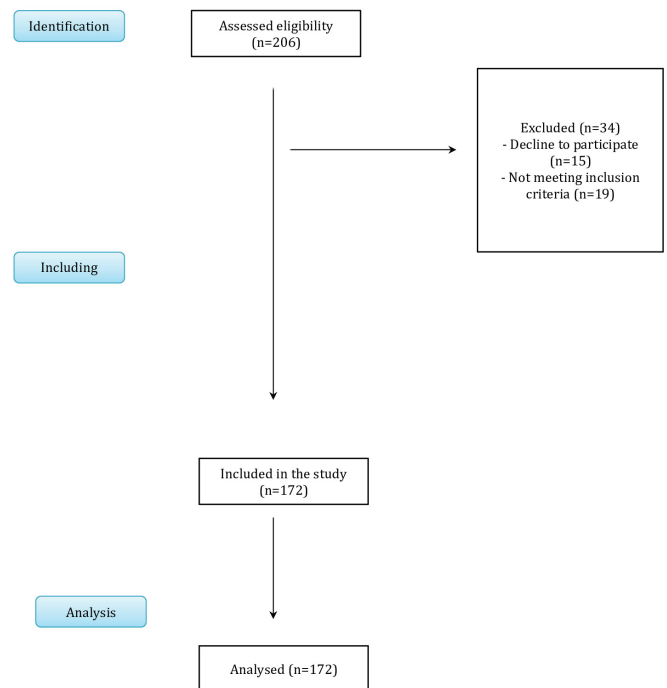 Identification
Assessed eligibility
(n=206)
Excluded (n=34)
- Decline to participate
(n=15)
- Not meeting inclusion
criteria (n=19)
Including
Included in the study
(n=172)
Analysis
Analysed (n=172)